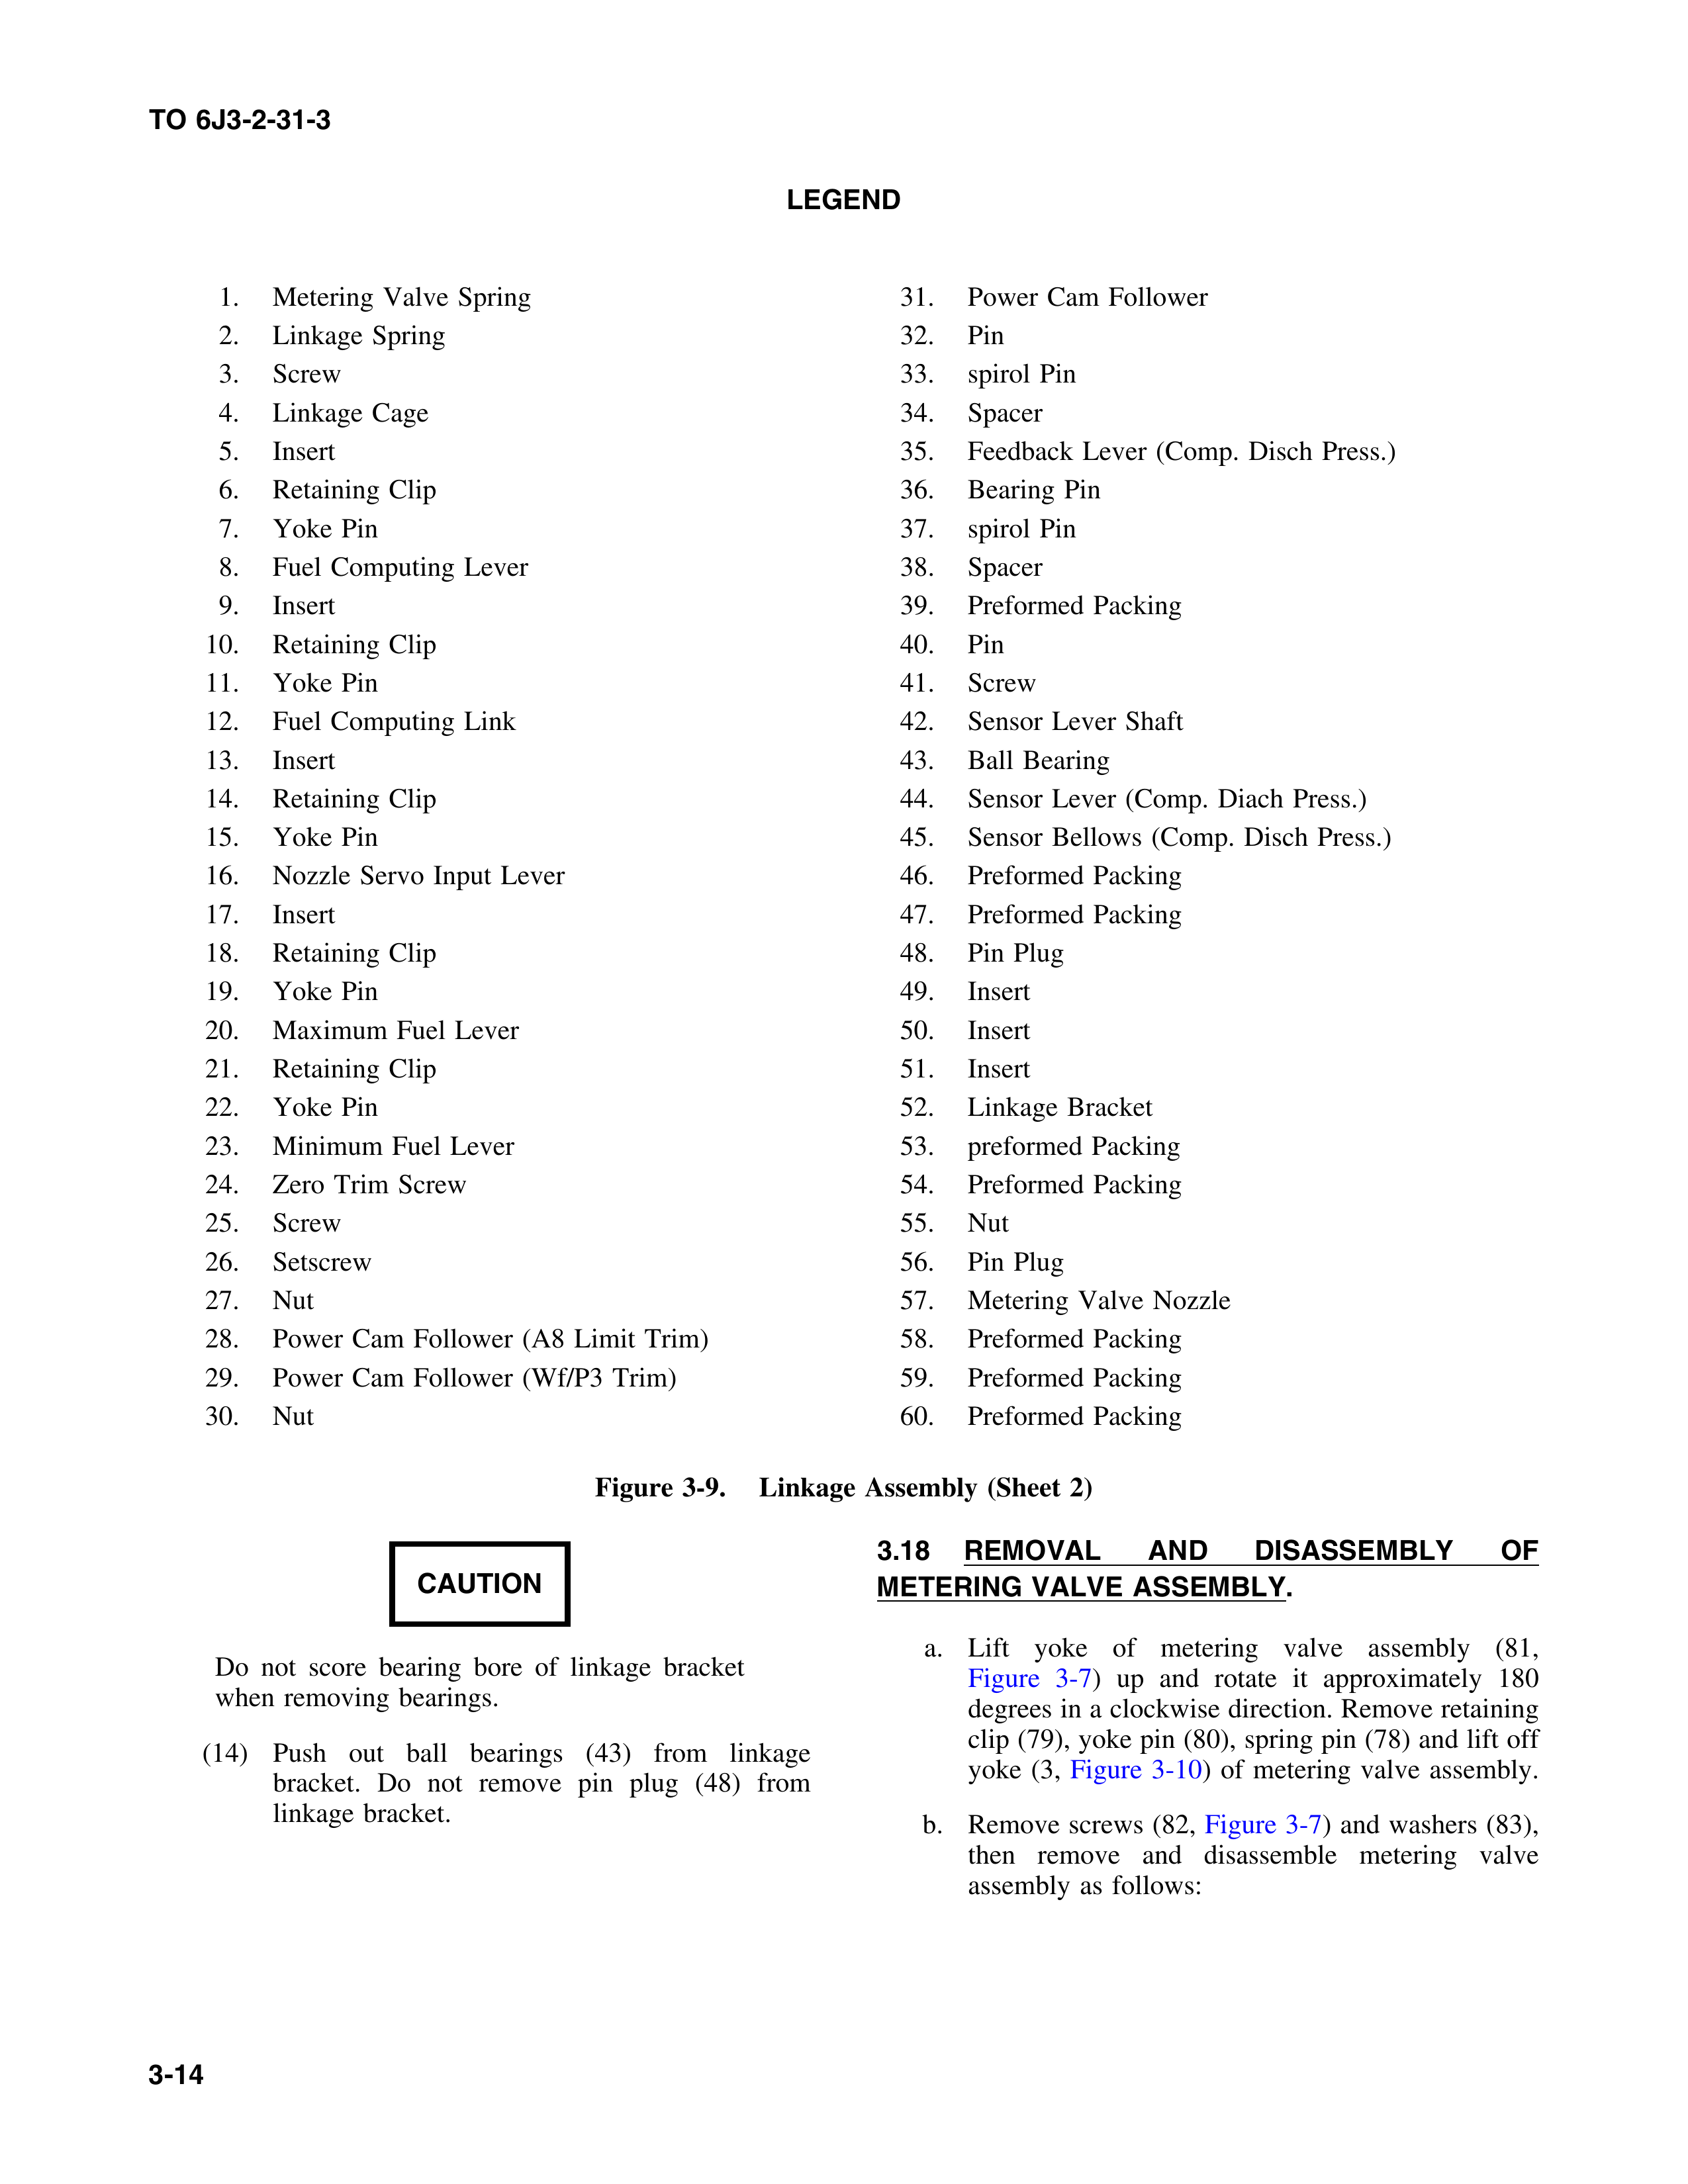 TO 6J3-2-31-3
LEGEND
1. Metering Valve Spring
2. Linkage Spring
3. Screw
4. Linkage Cage
5. Insert
6. Retaining Clip
7. Yoke Pin
8. Fuel Computing Lever
9. Insert
10. Retaining Clip
11. Yoke Pin
12. Fuel Computing Link
13. Insert
14. Retaining Clip
15. Yoke Pin
16. Nozzle Servo Input Lever
17. Insert
18. Retaining Clip
19. Yoke Pin
20. Maximum Fuel Lever
21. Retaining Clip
22. Yoke Pin
23. Minimum Fuel Lever
24. Zero Trim Screw
25. Screw
26. Setscrew
27. Nut
28. Power Cam Follower (A8 Limit Trim)
29. Power Cam Follower (Wf/P3 Trim)
30. Nut
31. Power Cam Follower
32. Pin
33. spirol Pin
34. Spacer
35. Feedback Lever (Comp. Disch Press.)
36. Bearing Pin
37. spirol Pin
38. Spacer
39. Preformed Packing
40. Pin
41. Screw
42. Sensor Lever Shaft
43. Ball Bearing
44. Sensor Lever (Comp. Diach Press.)
45. Sensor Bellows (Comp. Disch Press.)
46. Preformed Packing
47. Preformed Packing
48. Pin Plug
49. Insert
50. Insert
51. Insert
52. Linkage Bracket
53. preformed Packing
54. Preformed Packing
55. Nut
56. Pin Plug
57. Metering Valve Nozzle
58. Preformed Packing
59. Preformed Packing
60. Preformed Packing
Figure 3-9. Linkage Assembly (Sheet 2)
CAUTION
Do not score bearing bore of linkage bracket
when removing bearings.
(14) Push out ball bearings (43) from linkage
bracket. Do not remove pin plug (48) from
linkage bracket.
3.18 REMOVAL AND DISASSEMBLY OF
METERING VALVE ASSEMBLY.
a. Lift yoke of metering valve assembly (81,
Figure 3-7) up and rotate it approximately 180
degrees in a clockwise direction. Remove retaining
clip (79), yoke pin (80), spring pin (78) and lift off
yoke (3, Figure 3-10) of metering valve assembly.
b. Remove screws (82, Figure 3-7) and washers (83),
then remove and disassemble metering valve
assembly as follows:
3-14